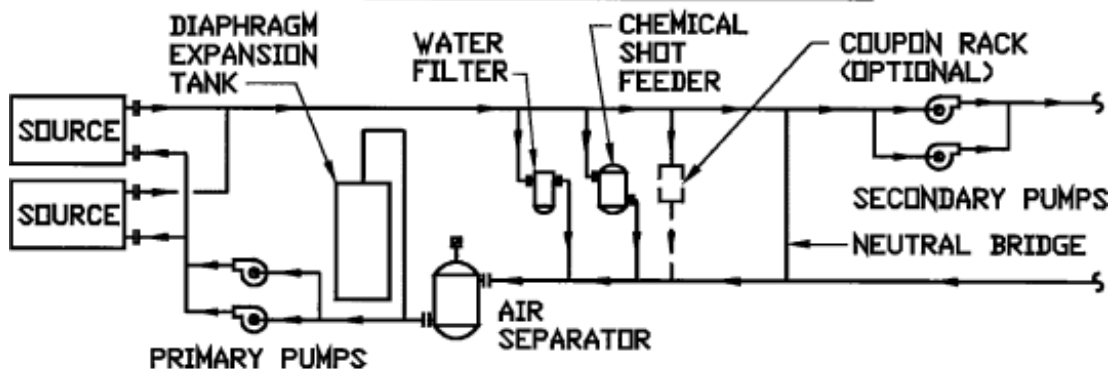 DIAPHRAGM
EXPANSION
TANK
WATER
FILTER
CHEMICAL
SHOT
FEEDER
COUPON RACK
(OPTIONAL)
SOURCE
SOURCE
SECONDARY PUMPS
NEUTRAL BRIDGE
AIR
SEPARATOR
PRIMARY PUMPS